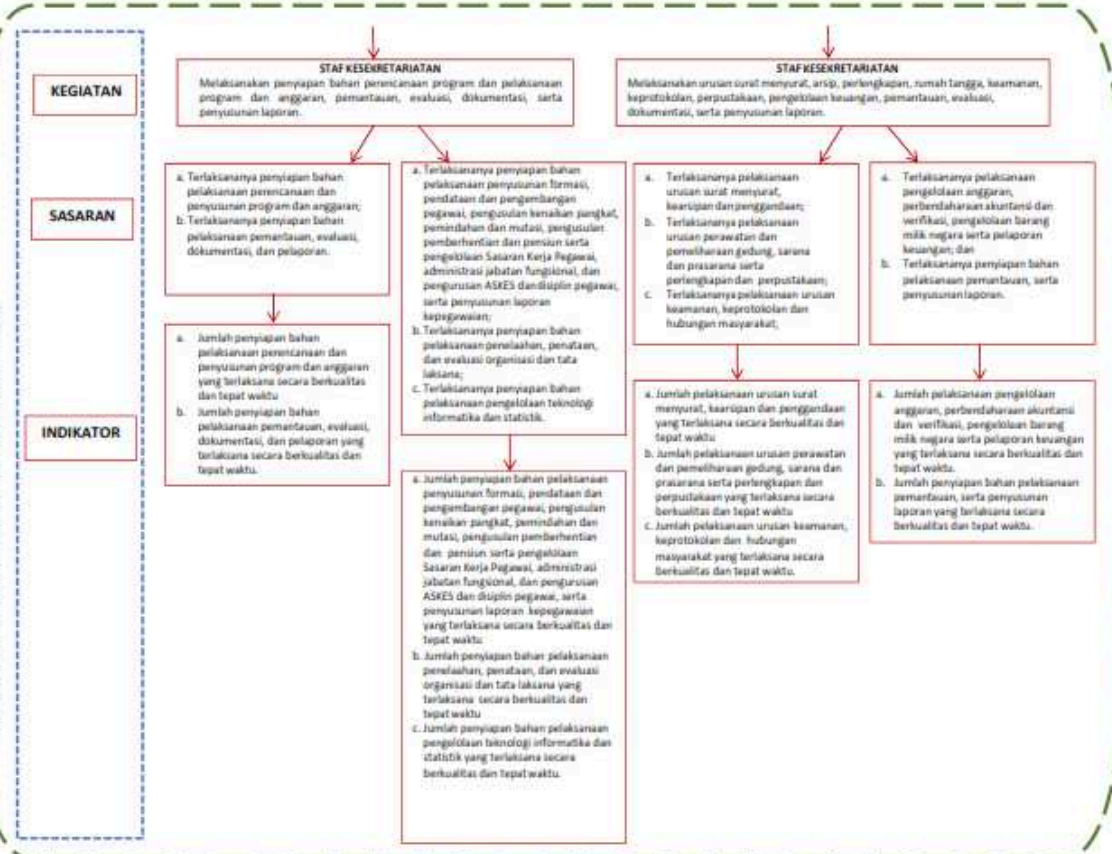 KEGIATAN
STAF KESEKRETARIATAN
Melaksanakan penyiapan bahan perencanaan program dan pelaksanaan
program dan anggaran, pemantauan, evaluasi, dokumentasi, serta
penyusunan laporan.
STAF KESEKRETARIATAN
Melaksanakan urusan surat menyurat, arsip, perlengkapan, rumah tangga, keamanan,
keprotokolan, perpustakaan, pengelolaan keuangan, pemantauan, evaluasi,
dokumentasi, serta penyusunan laporan.
SASARAN
a. Terlaksananya penyiapan bahan
pelaksanaan perencanaan dan
penyusunan program dan anggaran;
b. Terlaksananya penyiapan bahan
pelaksanaan pemantauan, evaluasi,
dokumentasi, dan pelaporan.
a. Terlaksananya penyiapan bahan
pelaksanaan penyusunan formasi,
pendataan dan pengembangan
pegawai, pengusulan kenaikan pangkat,
pemindahan dan mutasi, pengusulan
pemberhentian dan pensiun serta
pengelolaan Sasaran Kerja Pegawai,
administrasi jabatan fungsional, dan
pengurusan ASKES dan disiplin pegawai,
serta penyusunan laporan
kepegawaian;
b. Terlaksananya penyiapan bahan
pelaksanaan penelaahan, penataan,
dan evaluasi organisasi dan tata
laksana;
c. Terlaksananya penyiapan bahan
pelaksanaan pengelolaan teknologi
informatika dan statistik.
a. Terlaksananya pelaksanaan
urusan surat menyurat,
kearsipan dan penggandaan;
b. Terlaksananya pelaksanaan
urusan perawatan dan
pemeliharaan gedung, sarana
dan prasarana serta
perlengkapan dan perpustakaan;
c. Terlaksananya pelaksanaan urusan
keamanan, keprotokolan dan
hubungan masyarakat;
a. Terlaksananya pelaksanaan
pengelolaan anggaran,
perbendaharaan akuntansi dan
verifikasi, pengelolaan barang
milik negara serta pelaporan
keuangan; dan
b. Terlaksananya penyiapan bahan
pelaksanaan pemantauan, serta
penyusunan laporan.
INDIKATOR
a. Jumlah penyiapan bahan
pelaksanaan perencanaan dan
penyusunan program dan anggaran
yang terlaksana secara berkualitas
dan tepat waktu
b. Jumlah penyiapan bahan
pelaksanaan pemantauan, evaluasi,
dokumentasi, dan pelaporan yang
terlaksana secara berkualitas dan
tepat waktu.
a. Jumlah penyiapan bahan pelaksanaan
penyusunan formasi, pendataan dan
pengembangan pegawai, pengusulan
kenaikan pangkat, pemindahan dan
mutasi, pengusulan pemberhentian
dan pensiun serta pengelolaan
Sasaran Kerja Pegawai, administrasi
jabatan fungsional, dan pengurusan
ASKES dan disiplin pegawai, serta
penyusunan laporan kepegawaian
yang terlaksana secara berkualitas dan
tepat waktu
b. Jumlah penyiapan bahan pelaksanaan
penelaahan, penataan, dan evaluasi
organisasi dan tata laksana yang
terlaksana secara berkualitas dan
tepat waktu
c. Jumlah penyiapan bahan pelaksanaan
pengelolaan teknologi informatika dan
statistik yang terlaksana secara
berkualitas dan tepat waktu.
a. Jumlah pelaksanaan urusan surat
menyurat, kearsipan dan penggandaan
yang terlaksana secara berkualitas dan
tepat waktu
b. Jumlah pelaksanaan urusan perawatan
dan pemeliharaan gedung, sarana dan
prasarana serta perlengkapan dan
perpustakaan yang terlaksana secara
berkualitas dan tepat waktu
c. Jumlah pelaksanaan urusan keamanan,
keprotokolan dan hubungan
masyarakat yang terlaksana secara
berkualitas dan tepat waktu.
a. Jumlah pelaksanaan pengelolaan
anggaran, perbendaharaan akuntansi
dan verifikasi, pengelolaan barang
milik negara serta pelaporan keuangan
yang terlaksana secara berkualitas dan
tepat waktu.
b. Jumlah penyiapan bahan pelaksanaan
pemantauan, serta penyusunan
laporan yang terlaksana secara
berkualitas dan tepat waktu.